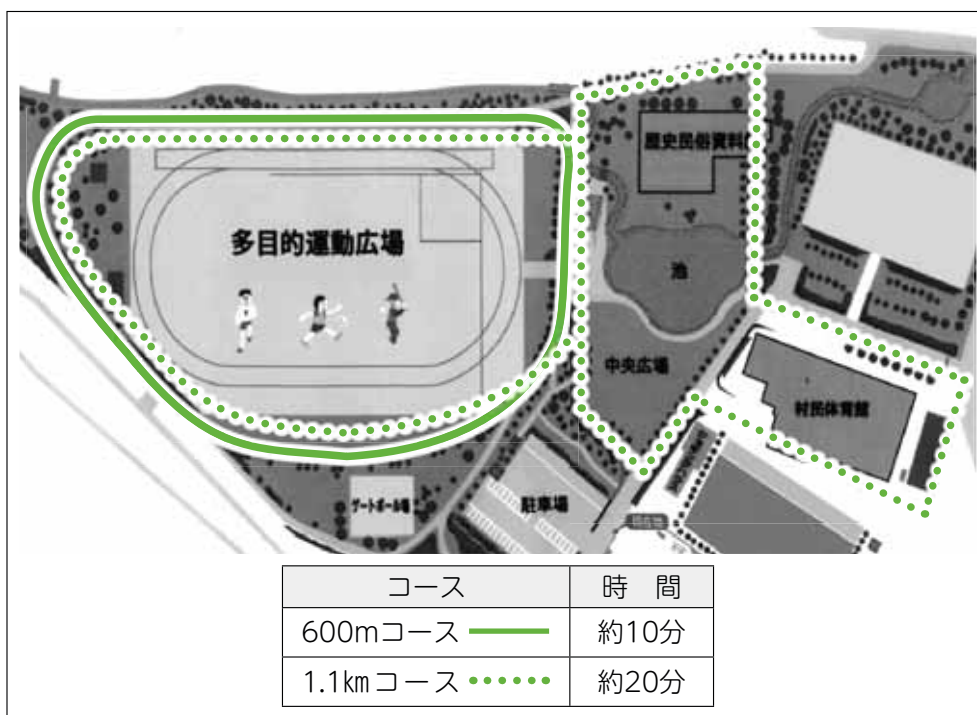 歴史民俗資料
多目的運動広場
池
中央広場
村民体育館
ゲートボール場
駐車場
現在地
コース 時　間
600mコース 約10分
1.1㎞コース 約20分